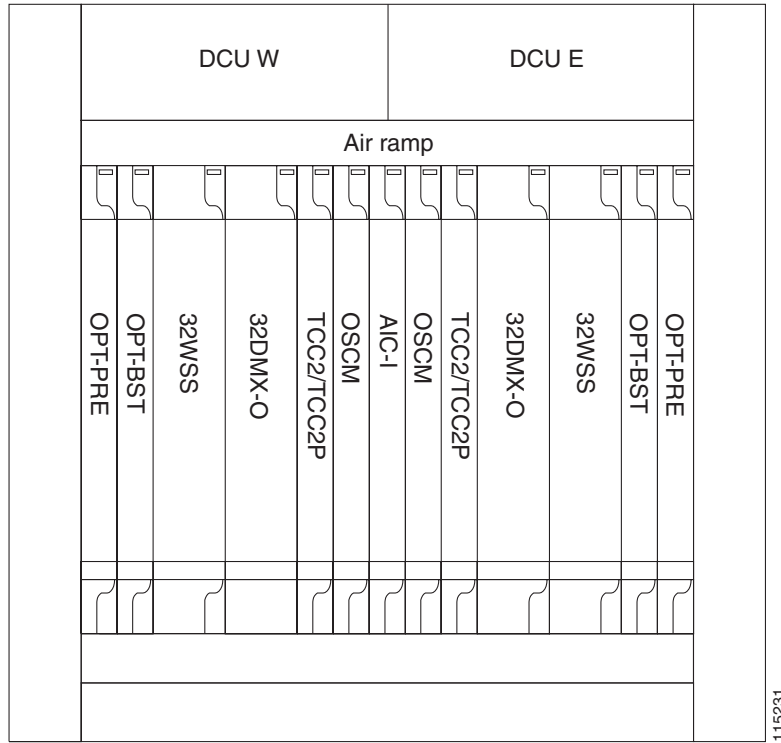 DCU W
DCU E
Air ramp
OPT-PRE
OPT-BST
32WSS
32DMX-O
TCC2/TCC2P
OSCM
AIC-I
OSCM
TCC2/TCC2P
32DMX-O
32WSS
OPT-BST
OPT-PRE
115231